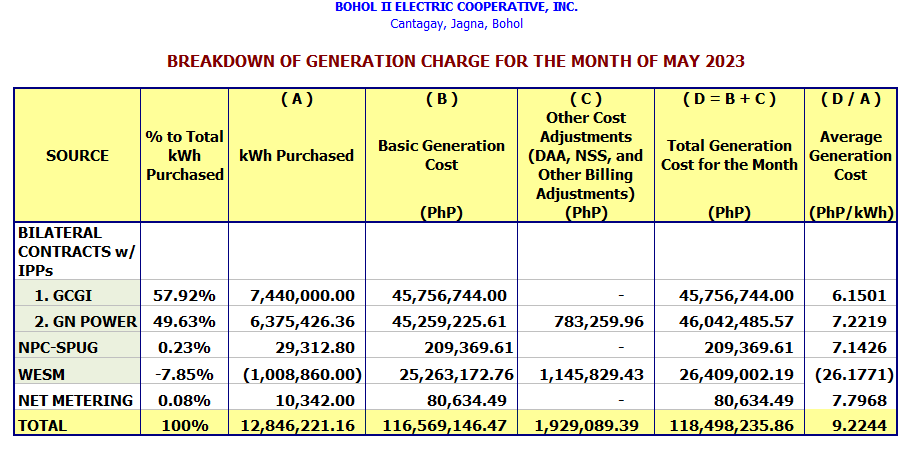 BOHOL II ELECTRIC COOPERATIVE, INC.
Cantagay, Jagna, Bohol
BREAKDOWN OF GENERATION CHARGE FOR THE MONTH OF MAY 2023
SOURCE
% to Total
kWh
Purchased
( A )
kWh Purchased
( B )
Basic Generation
Cost
(PhP)
( C )
Other Cost
Adjustments
(DAA, NSS, and
Other Billing
Adjustments)
(PhP)
( D = B + C )
Total Generation
Cost for the Month
(PhP)
( D / A )
Average
Generation
Cost
(PhP/kWh)
BILATERAL
CONTRACTS w/
IPPs
1. GCGI 57.92% 7,440,000.00 45,756,744.00 - 45,756,744.00 6.1501
2. GN POWER 49.63% 6,375,426.36 45,259,225.61 783,259.96 46,042,485.57 7.2219
NPC-SPUG 0.23% 29,312.80 209,369.61 - 209,369.61 7.1426
WESM -7.85% (1,008,860.00) 25,263,172.76 1,145,829.43 26,409,002.19 (26.1771)
NET METERING 0.08% 10,342.00 80,634.49 - 80,634.49 7.7968
TOTAL 100% 12,846,221.16 116,569,146.47 1,929,089.39 118,498,235.86 9.2244